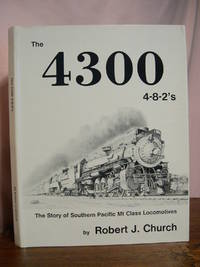 The
4300
4-8-2's
The Story of Southern Pacific Mt Class Locomotives
by Robert J. Church